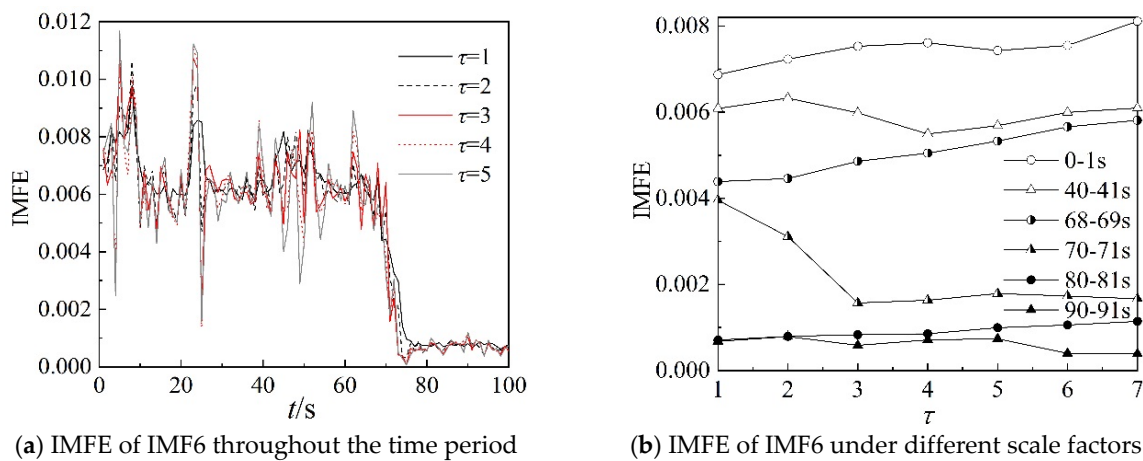 0.012
0.010
0.008
0.006
0.004
0.002
0.000
IMFE
τ=1
τ=2
τ=3
τ=4
τ=5
0 20 40 60 80 100
t/s
(a) IMFE of IMF6 throughout the time period
0.008
0.006
0.004
0.002
0.000
IMFE
0-1s
40-41s
68-69s
70-71s
80-81s
90-91s
1 2 3 4 5 6 7
τ
(b) IMFE of IMF6 under different scale factors